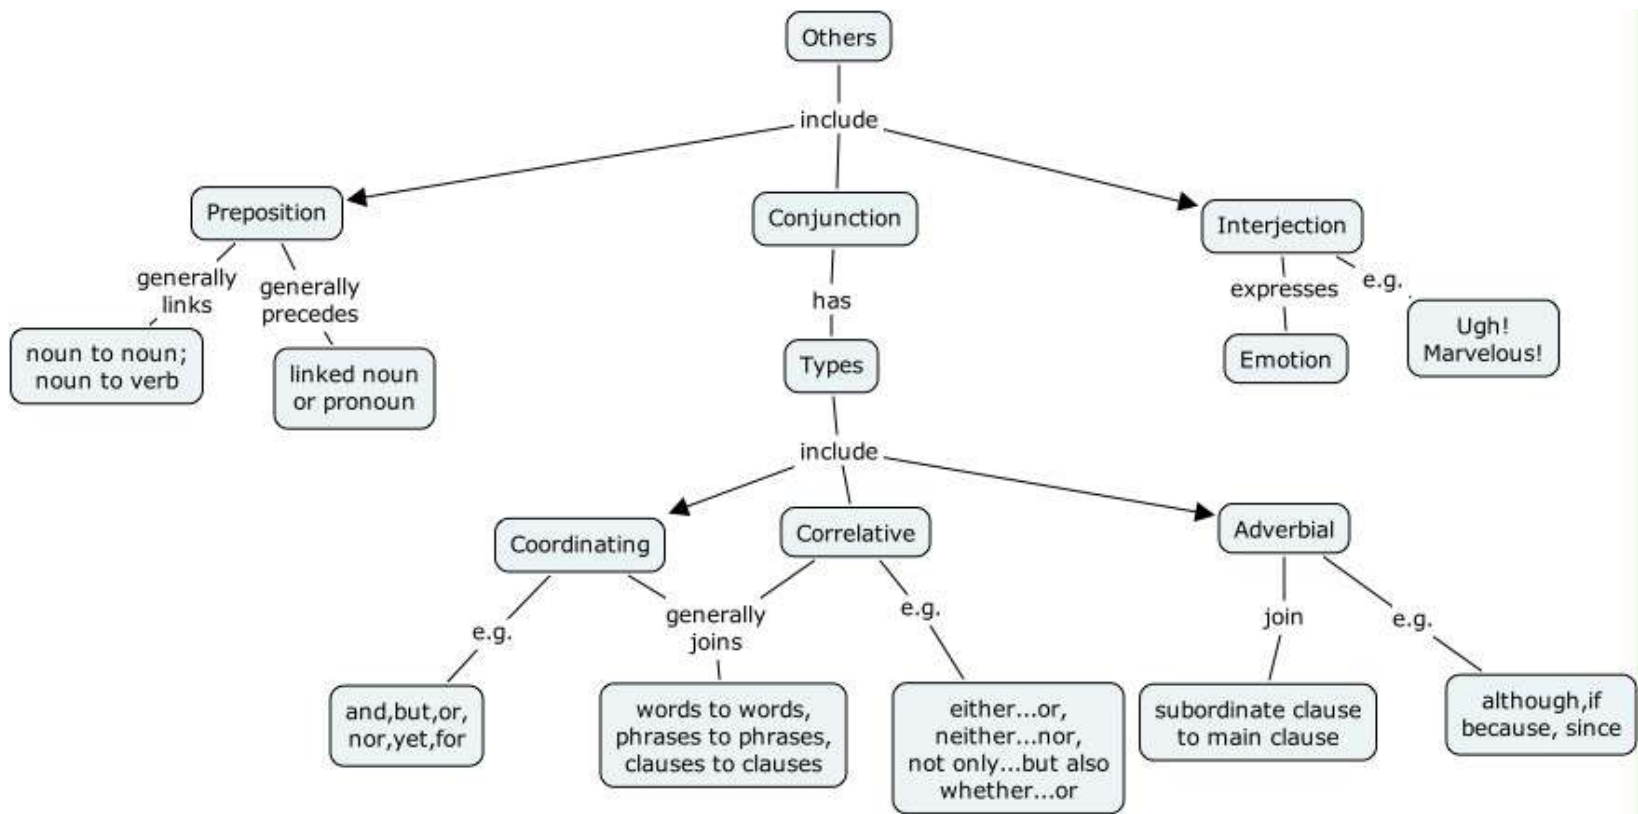 Others
include
Preposition
Conjunction
Interjection
generally
links
generally
precedes
has
expresses
e.g.
noun to noun;
noun to verb
linked noun
or pronoun
Types
Emotion
Ugh!
Marvelous!
include
Coordinating
Correlative
Adverbial
e.g.
generally
joins
e.g.
join
e.g.
and,but,or,
nor,yet,for
words to words,
phrases to phrases,
clauses to clauses
either...or,
neither...nor,
not only...but also
whether...or
subordinate clause
to main clause
although,if
because, since